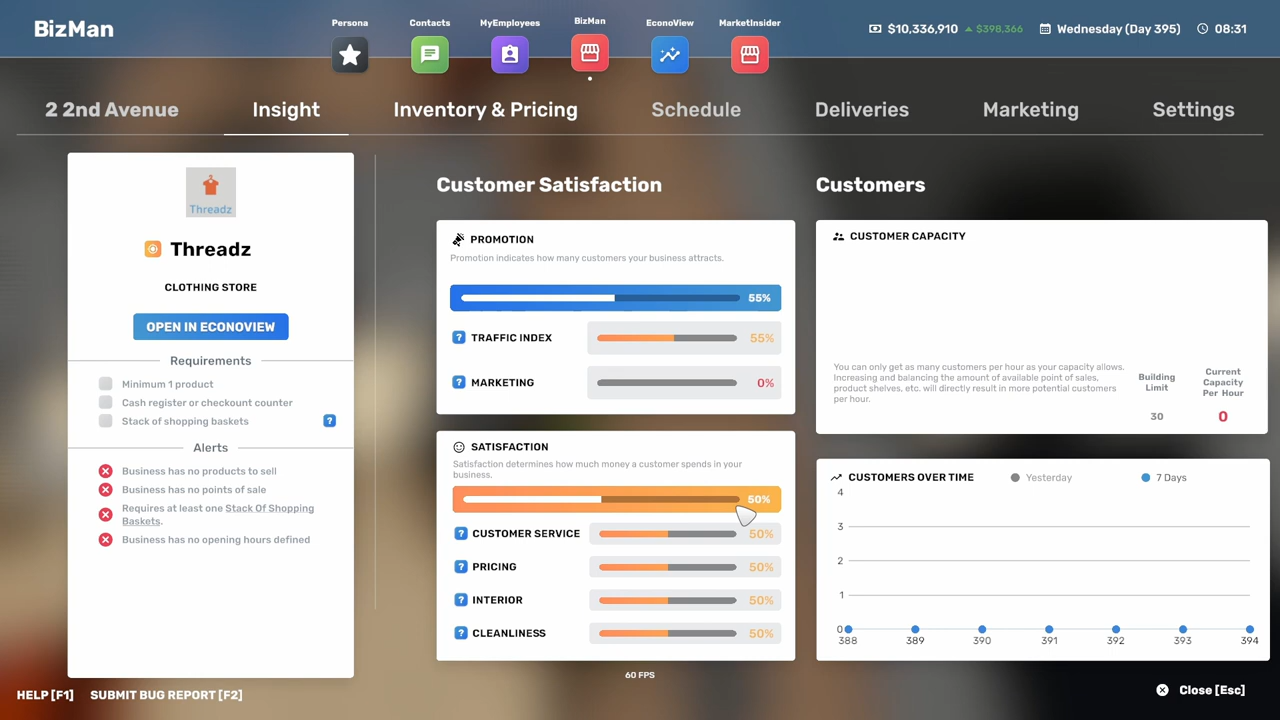 BizMan
Persona
Contacts
MyEmployees
BizMan
EconoView
MarketInsider
$10,336,910
$398,366
Wednesday (Day 395)
08:31
2 2nd Avenue
Insight
Inventory & Pricing
Schedule
Deliveries
Marketing
Settings
Threadz
Threadz
CLOTHING STORE
OPEN IN ECONOVIEW
Requirements
Minimum 1 product
Cash register or checkount counter
Stack of shopping baskets
?
Alerts
Business has no products to sell
Business has no points of sale
Requires at least one Stack Of Shopping
Baskets.
Business has no opening hours defined
Customer Satisfaction
PROMOTION
Promotion indicates how many customers your business attracts.
55%
? TRAFFIC INDEX 55%
? MARKETING 0%
SATISFACTION
Satisfaction determines how much money a customer spends in your
business.
50%
? CUSTOMER SERVICE 50%
? PRICING 50%
? INTERIOR 50%
? CLEANLINESS 50%
Customers
CUSTOMER CAPACITY
You can only get as many customers per hour as your capacity allows.
Increasing and balancing the amount of available point of sales,
product shelves, etc. will directly result in more potential customers
per hour.
Building
Limit
30
Current
Capacity
Per Hour
0
CUSTOMERS OVER TIME
Yesterday
7 Days
4
3
2
1
0
388 389 390 391 392 393 394
60 FPS
HELP [F1]
SUBMIT BUG REPORT [F2]
Close [Esc]